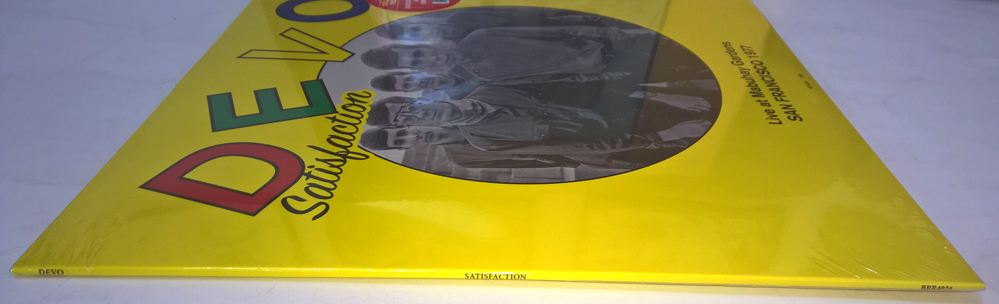 DEVO
Satisfaction
Live at Mabuhay Gardens
SAN FRANCISCO 1977
DEVO
SATISFACTION